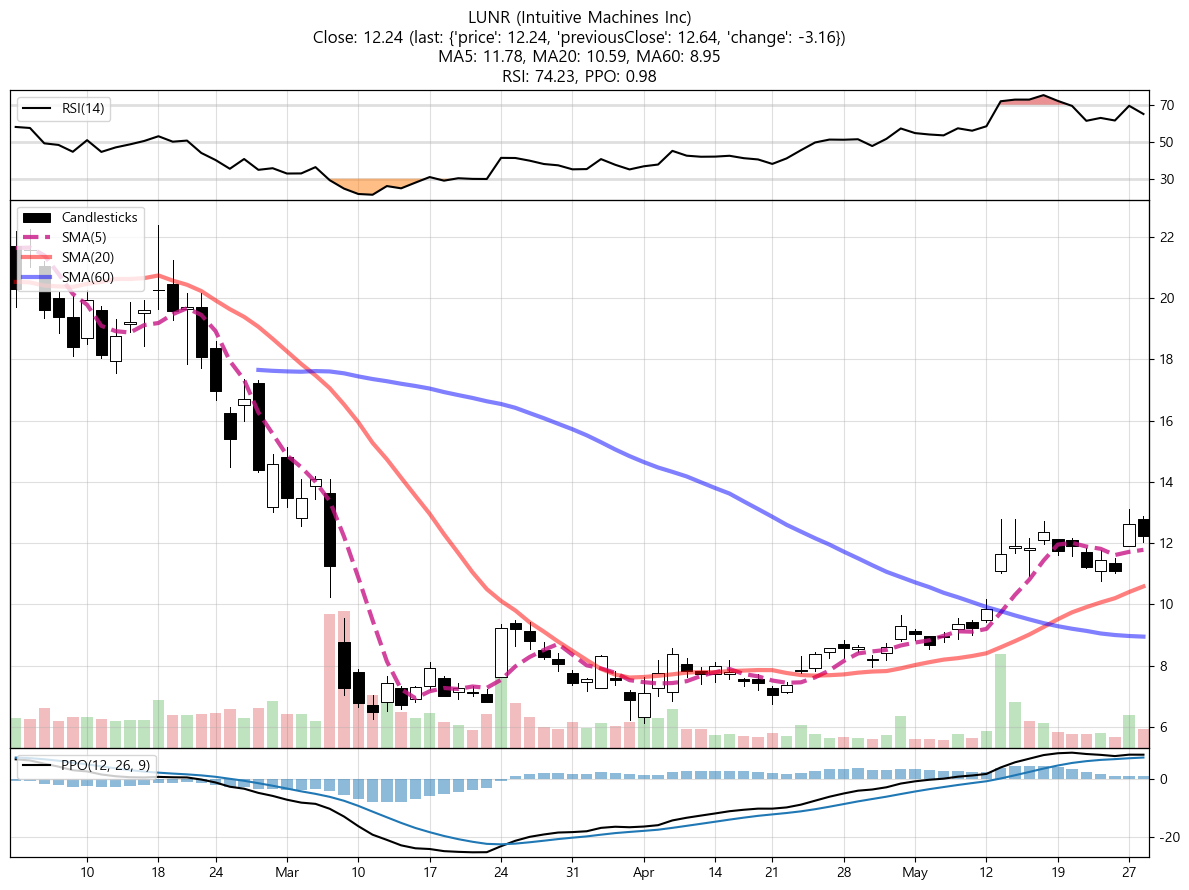 LUNR (Intuitive Machines Inc)
Close: 12.24 (last: {'price': 12.24, 'previousClose': 12.64, 'change': -3.16})
MA5: 11.78, MA20: 10.59, MA60: 8.95
RSI: 74.23, PPO: 0.98
RSI(14)
70
50
30
Candlesticks
SMA(5)
SMA(20)
SMA(60)
22
20
18
16
14
12
10
8
6
PPO(12, 26, 9)
0
-20
10 18 24 Mar 10 17 24 31 Apr 14 21 28 May 12 19 27